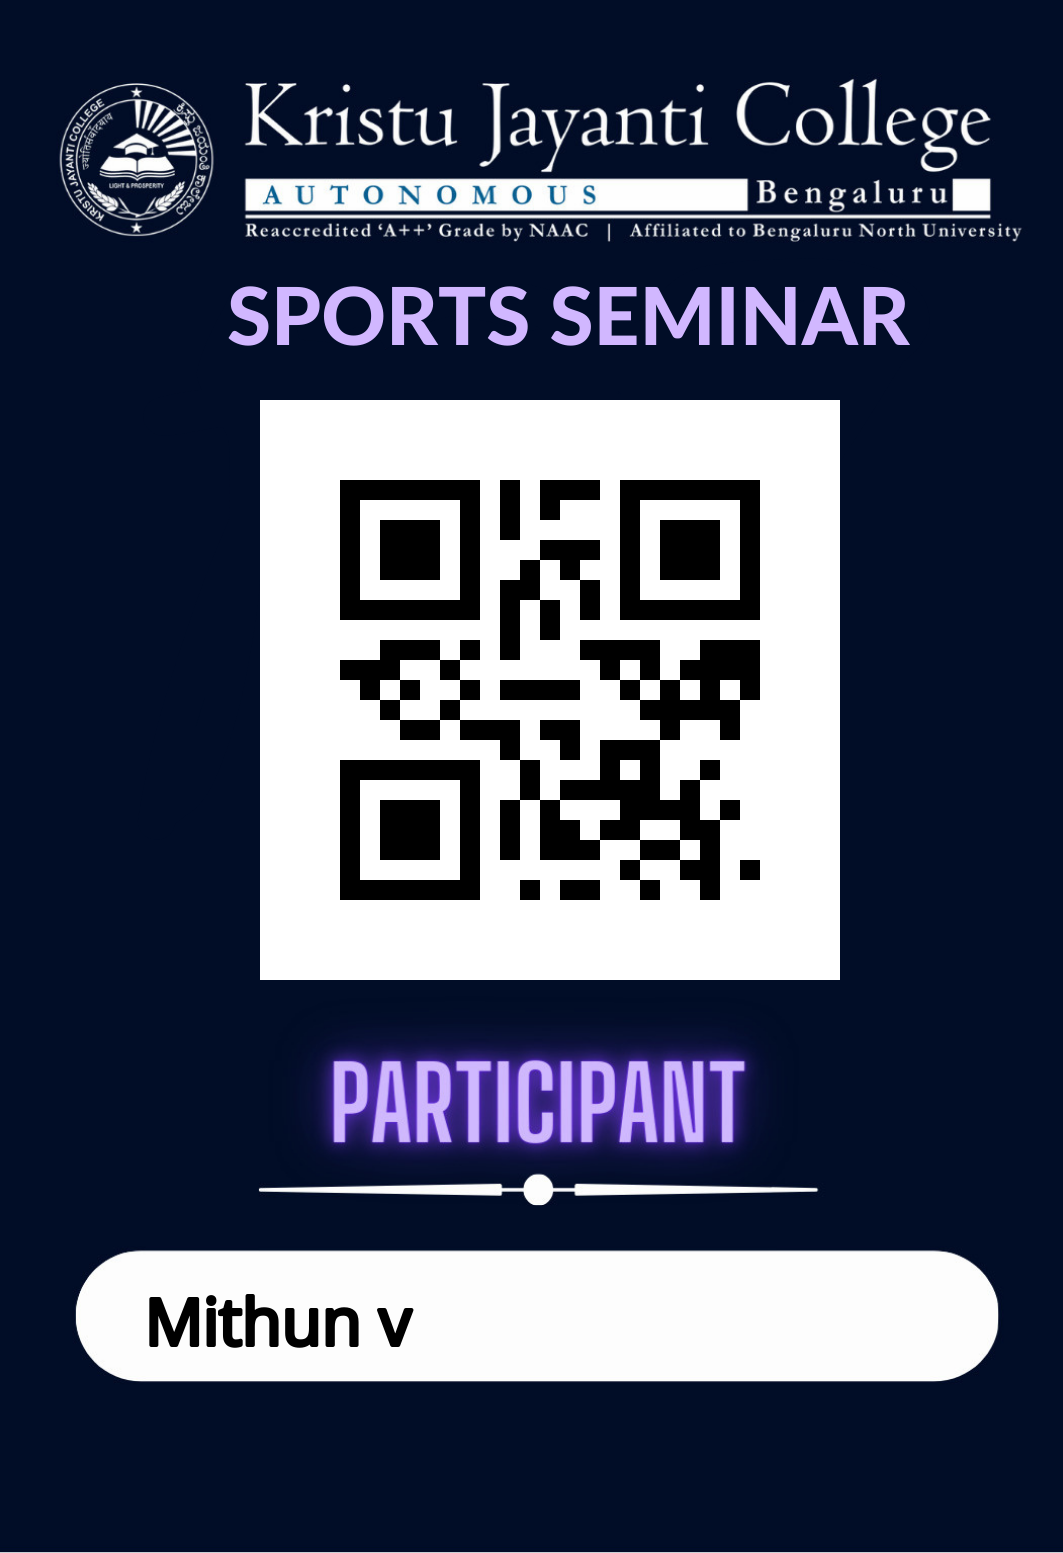 Kristu Jayanti College
AUTONOMOUS Bengaluru
Reaccredited ‘A++’ Grade by NAAC | Affiliated to Bengaluru North University
KRISTU JAYANTI COLLEGE
LIGHT & PROSPERITY
SPORTS SEMINAR
PARTICIPANT
Mithun v